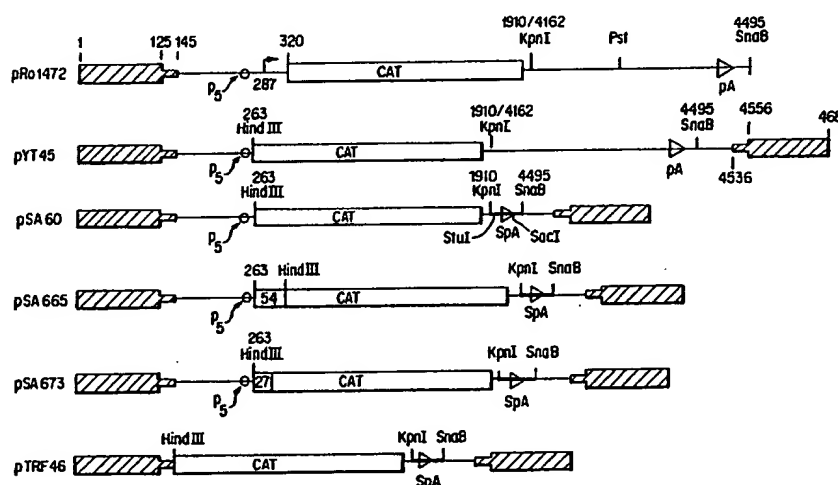 1 125 145 320 1910/4162 KpnI Pst 4495 SnaB
pRo1472 P5 287 CAT pA
263 HindIII 1910/4162 KpnI 4495 SnaB 4556 468
pYT45 P5 CAT pA 4536
263 HindIII 1910 KpnI 4495 SnaB
pSA60 P5 CAT StuI SpA SacI
263 HindIII KpnI SnaB
pSA665 P5 54 CAT SpA
263 HindIII KpnI SnaB
pSA673 P5 27 CAT SpA
HindIII KpnI SnaB
pTRF46 CAT SpA